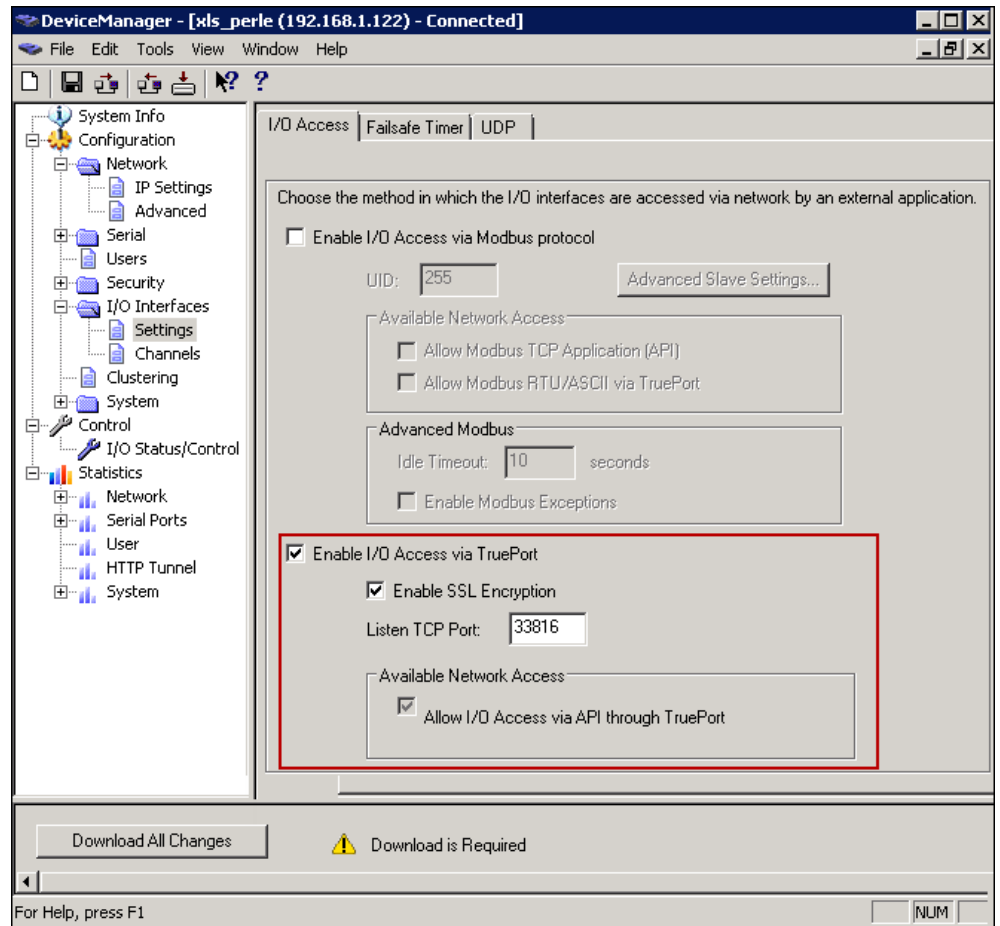 DeviceManager - [xls_perle (192.168.1.122) - Connected]
File Edit Tools View Window Help
System Info
Configuration
Network
IP Settings
Advanced
Serial
Users
Security
I/O Interfaces
Settings
Channels
Clustering
System
Control
I/O Status/Control
Statistics
Network
Serial Ports
User
HTTP Tunnel
System
I/O Access Failsafe Timer UDP
Choose the method in which the I/O interfaces are accessed via network by an external application.
Enable I/O Access via Modbus protocol
UID: 255 Advanced Slave Settings...
Available Network Access
Allow Modbus TCP Application (API)
Allow Modbus RTU/ASCII via TruePort
Advanced Modbus
Idle Timeout: 10 seconds
Enable Modbus Exceptions
Enable I/O Access via TruePort
Enable SSL Encryption
Listen TCP Port: 33816
Available Network Access
Allow I/O Access via API through TruePort
Download All Changes Download is Required
For Help, press F1 NUM